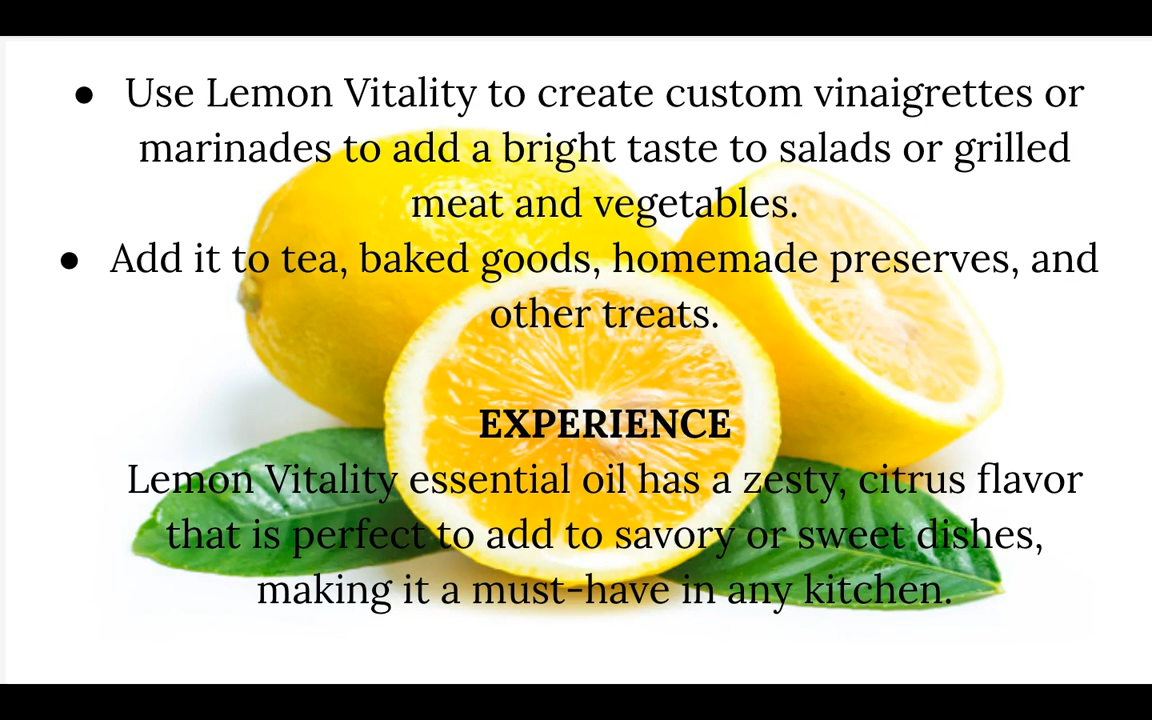 ● Use Lemon Vitality to create custom vinaigrettes or
marinades to add a bright taste to salads or grilled
meat and vegetables.
● Add it to tea, baked goods, homemade preserves, and
other treats.
EXPERIENCE
Lemon Vitality essential oil has a zesty, citrus flavor
that is perfect to add to savory or sweet dishes,
making it a must-have in any kitchen.